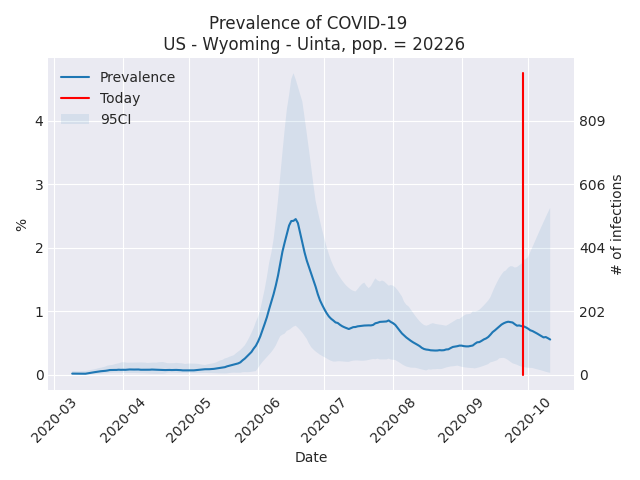 Prevalence of COVID-19
US - Wyoming - Uinta, pop. = 20226
Prevalence
Today
95CI
%
4
3
2
1
0
809
606
404
202
0
# of infections
2020-03
2020-04
2020-05
2020-06
2020-07
2020-08
2020-09
2020-10
Date